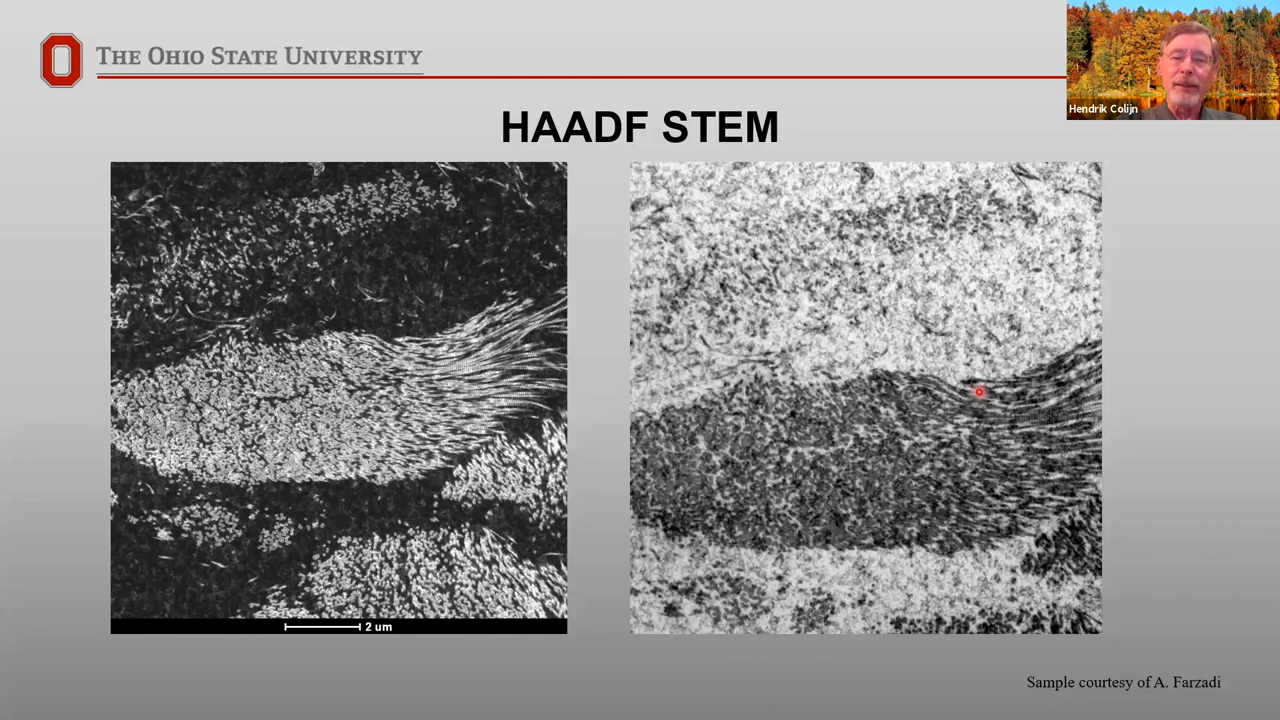 THE OHIO STATE UNIVERSITY
Hendrik Colijn
HAADF STEM
2 um
Sample courtesy of A. Farzadi